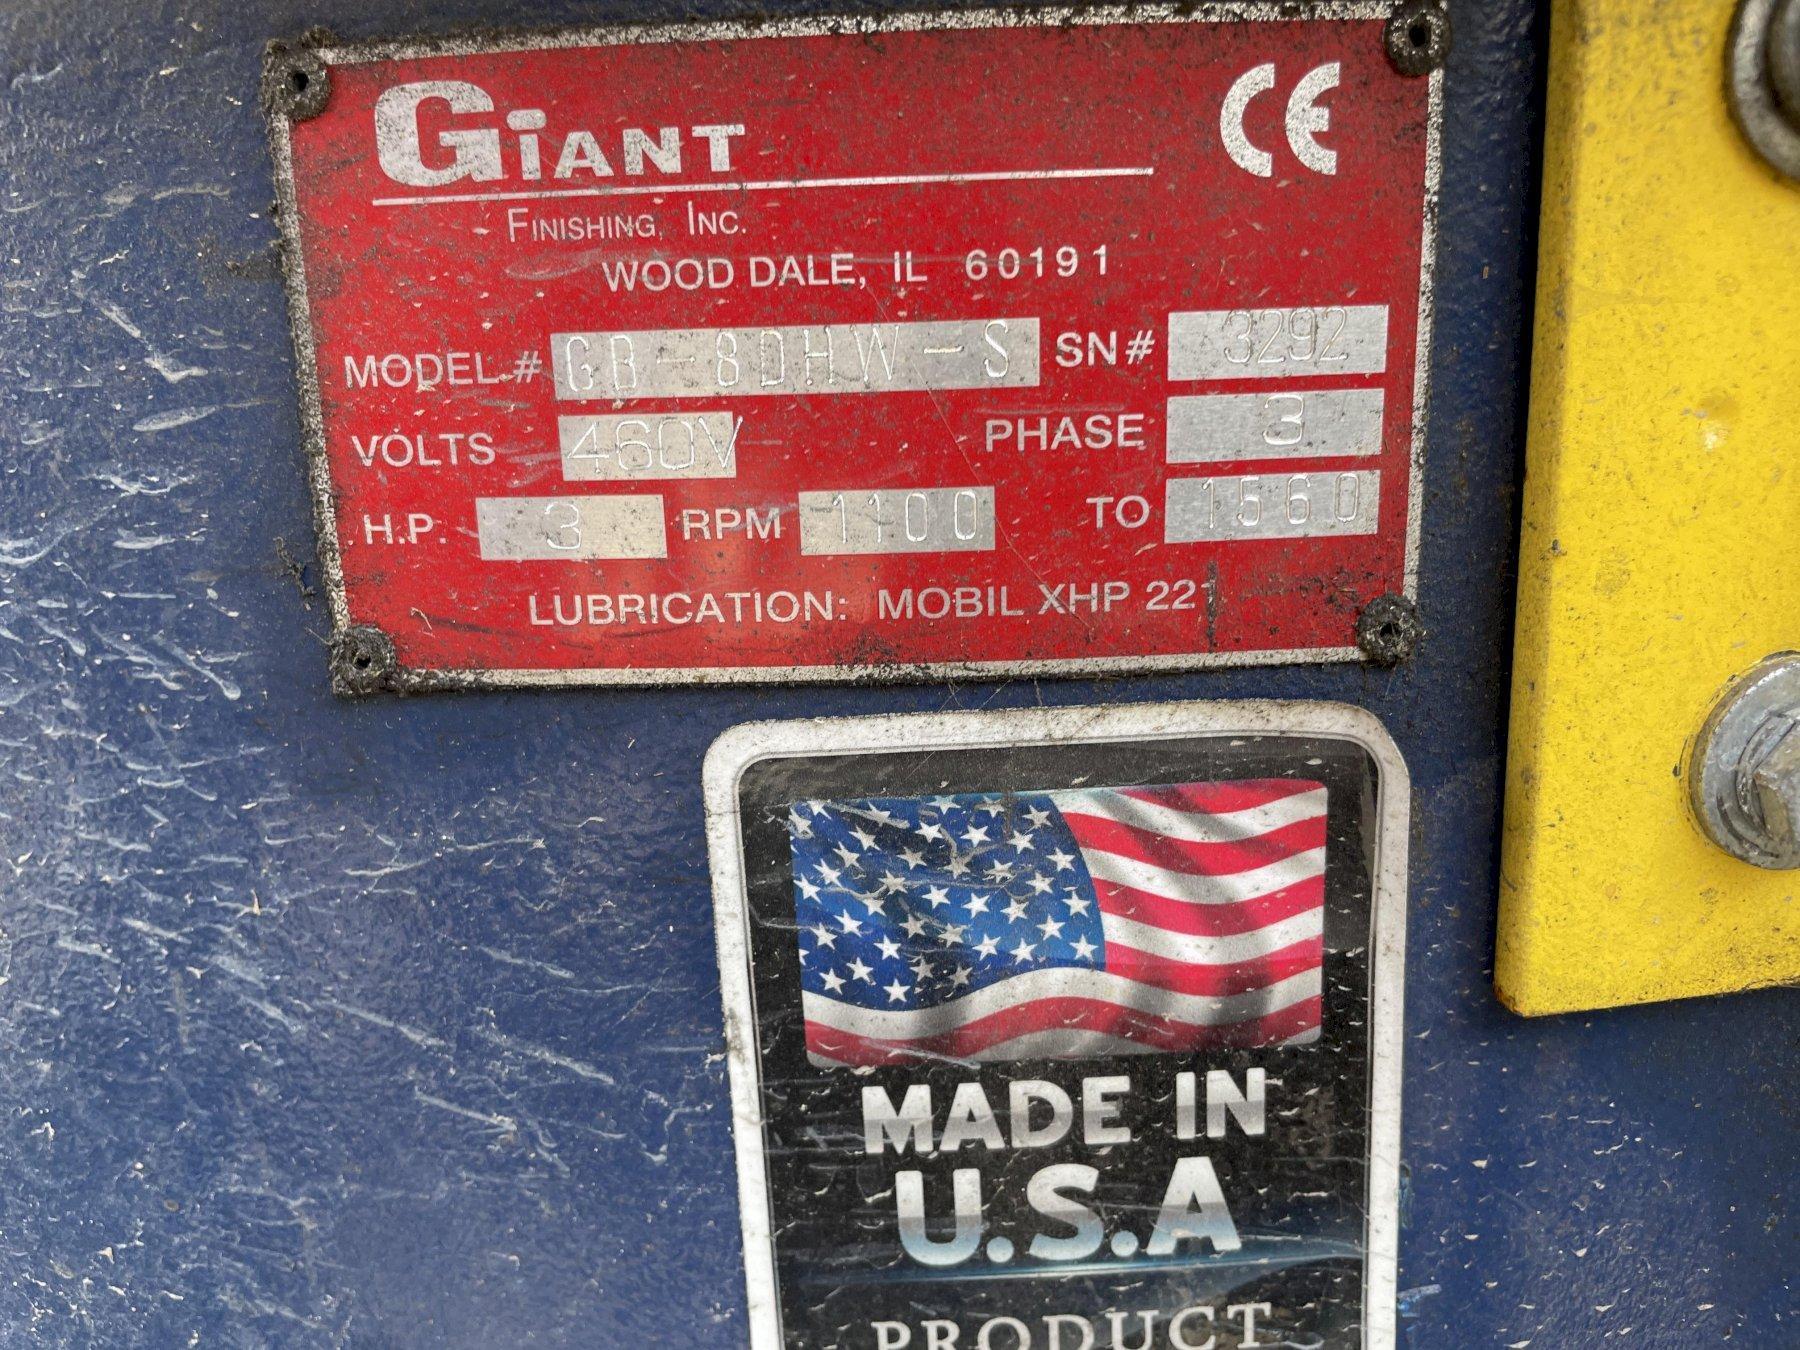 GiANT
FINISHING, INC.
CE
WOOD DALE, IL 60191
MODEL # GB-8DHW-S SN# 3292
VOLTS 460V PHASE 3
H.P. 3 RPM 1100 TO 1560
LUBRICATION: MOBIL XHP 221
MADE IN
U.S.A
PRODUCT